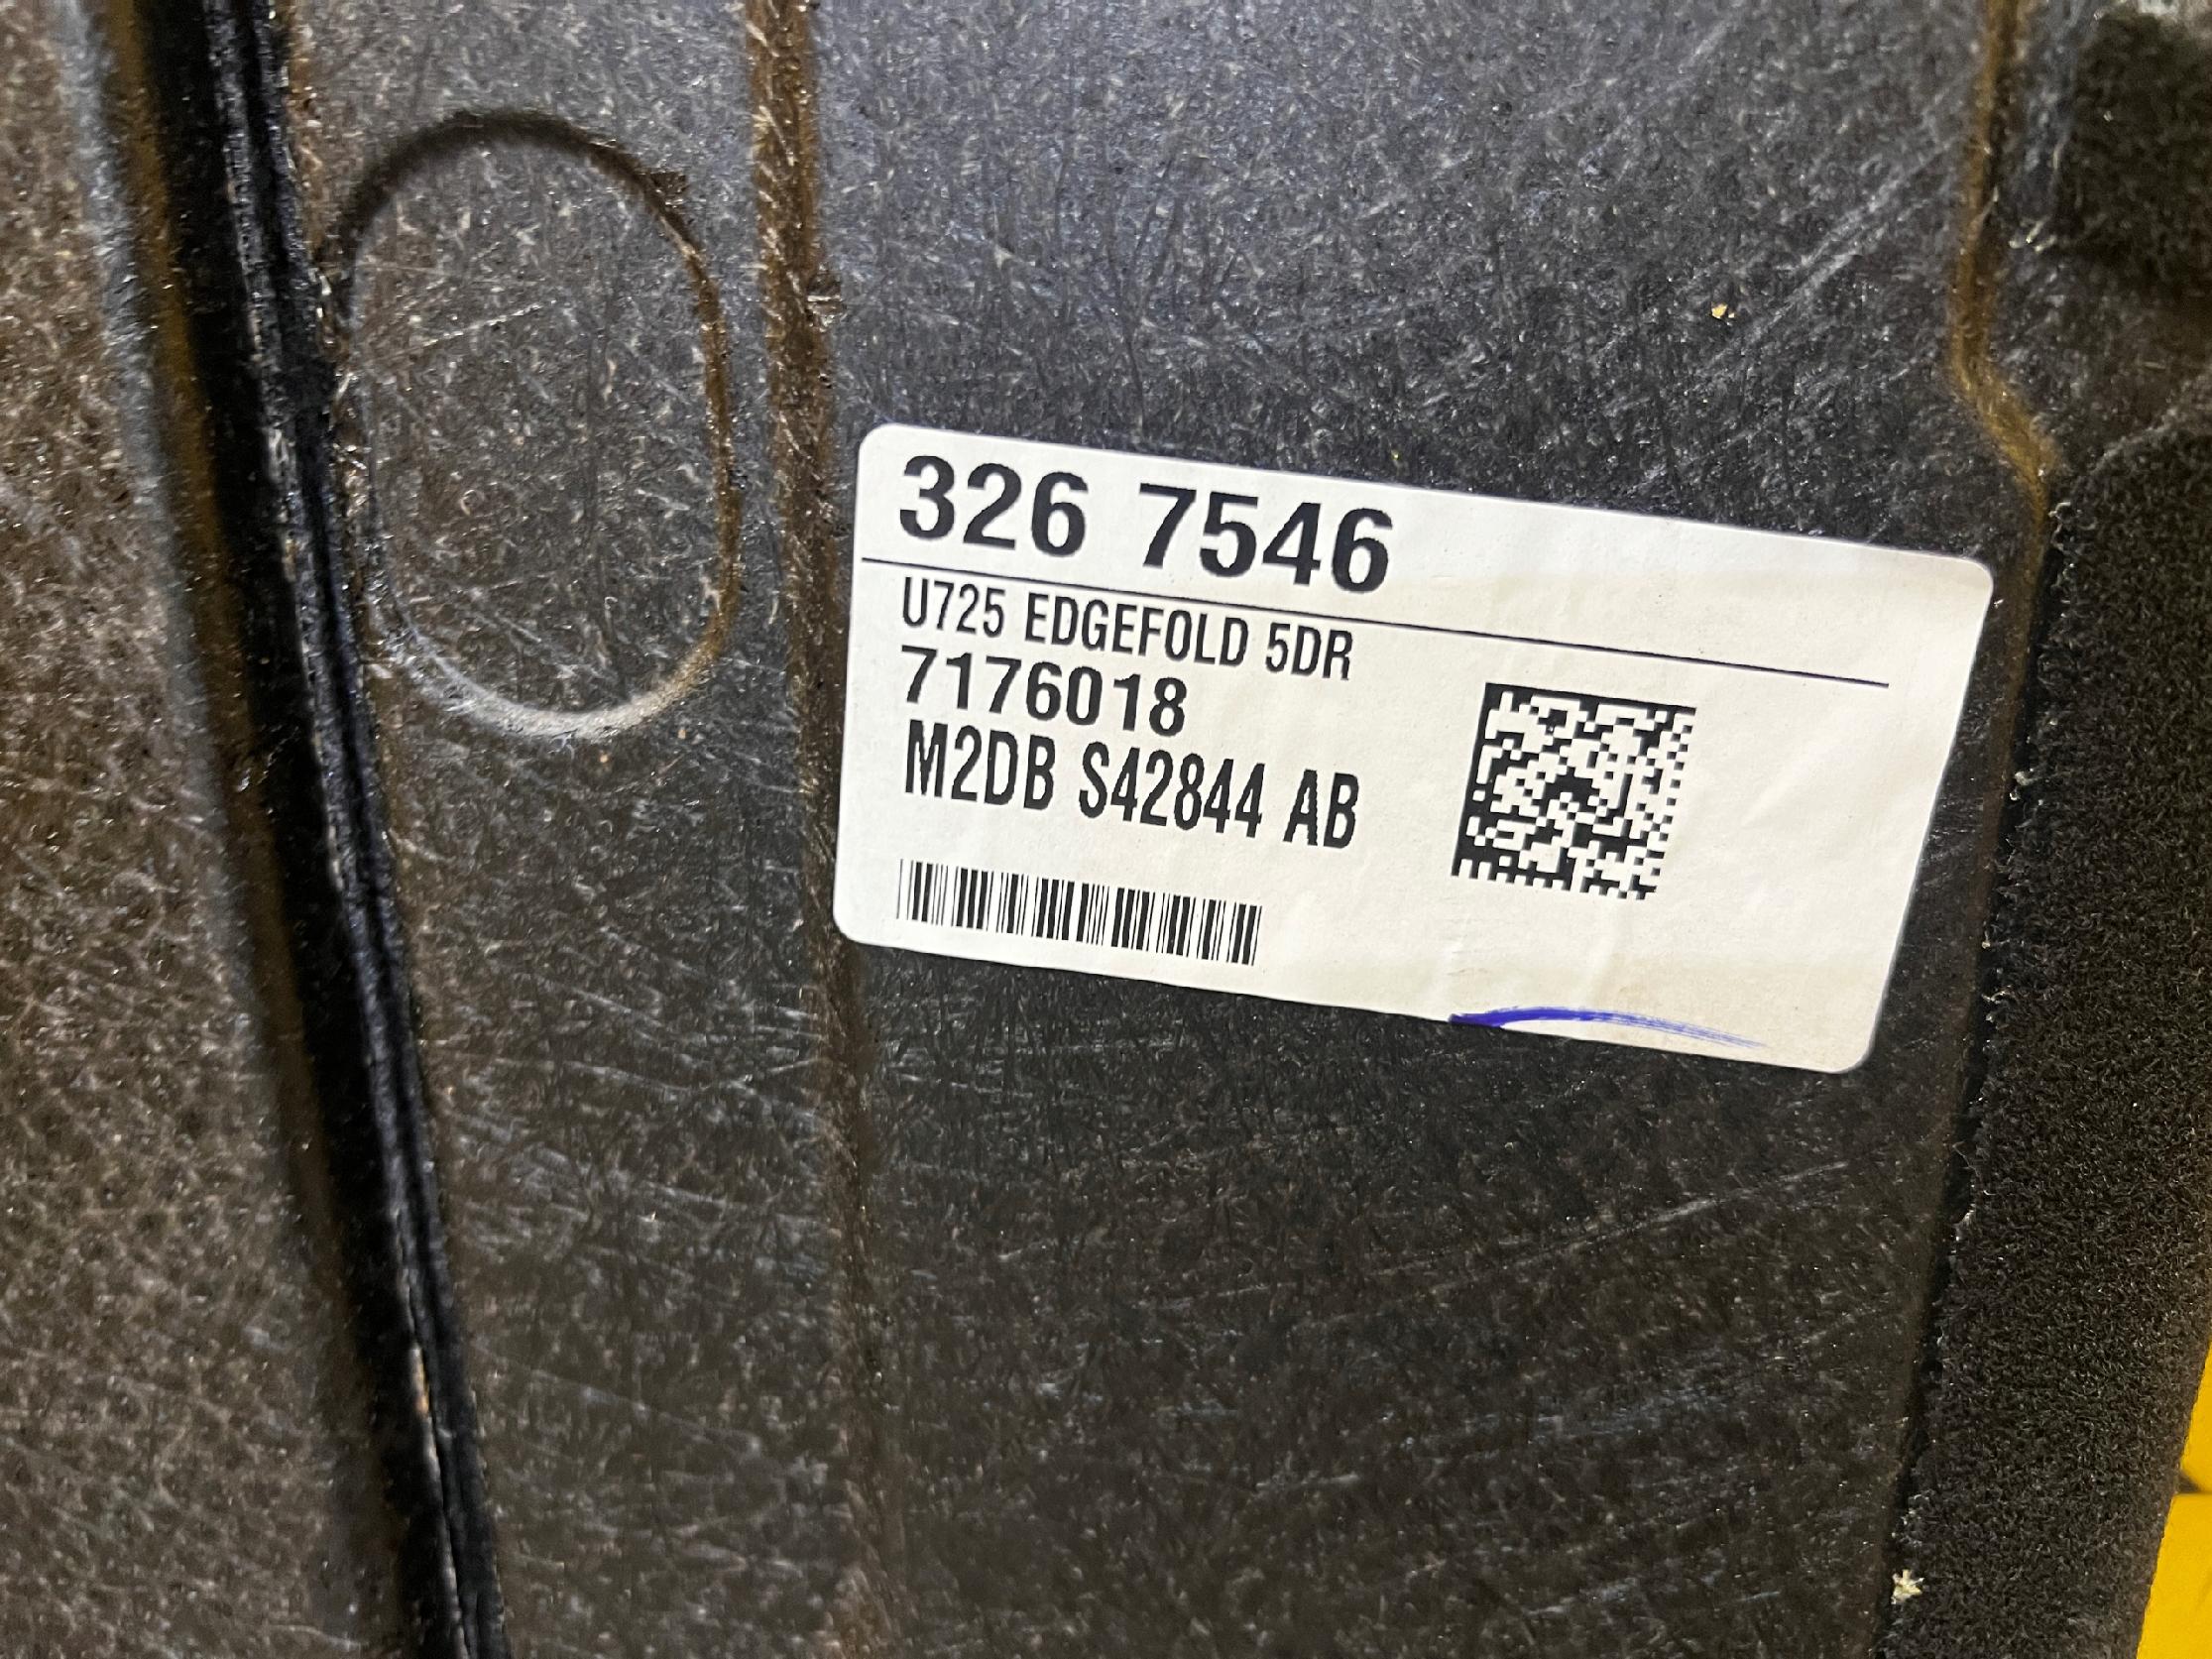 326 7546
U725 EDGEFOLD 5DR
7176018
M2DB S42844 AB